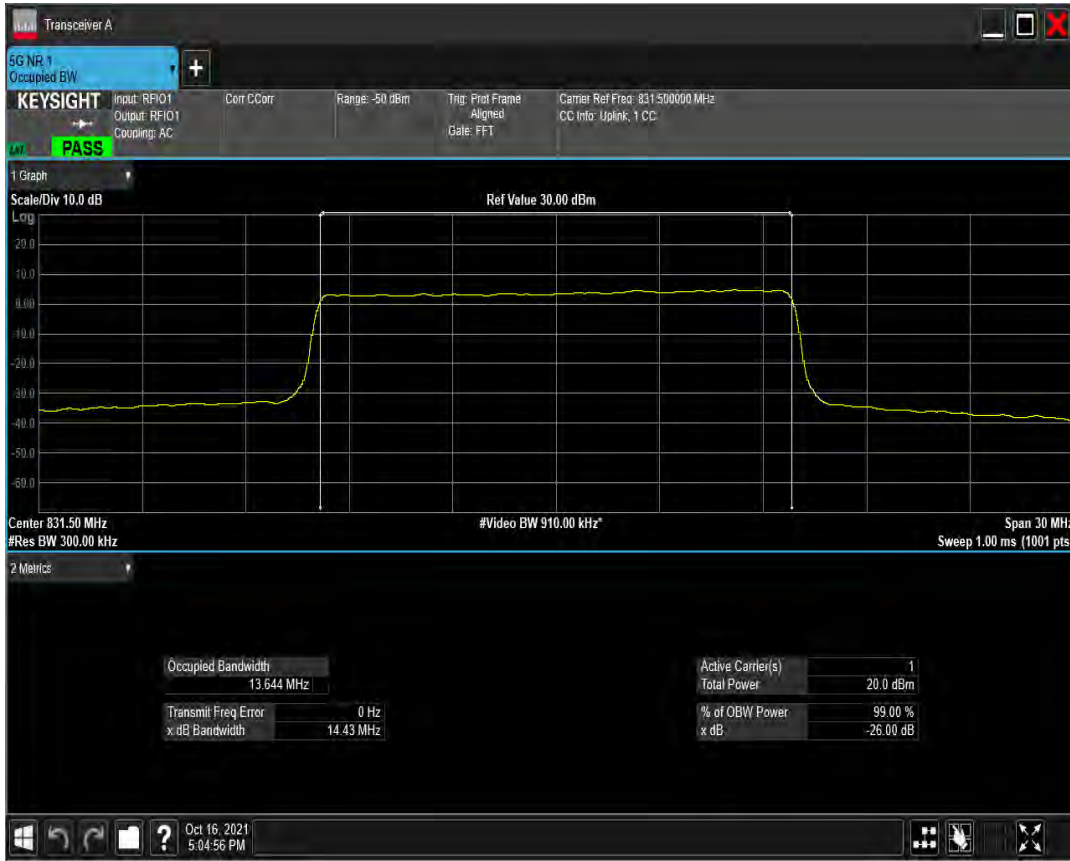 Transceiver A
5G NR 1
Occupied BW
+
KEYSIGHT
PASS
Input: RFIO1
Output: RFIO1
Coupling: AC
Corr CCorr
Range: -50 dBm
Trig: Prot Frame
Aligned
Gate: FFT
Carrier Ref Freq: 831.500000 MHz
CC Info: Uplink, 1 CC
1 Graph
Scale/Div 10.0 dB
Ref Value 30.00 dBm
Log
20.0
10.0
0.00
-10.0
-20.0
-30.0
-40.0
-50.0
-60.0
Center 831.50 MHz
#Video BW 910.00 kHz*
Span 30 MHz
#Res BW 300.00 kHz
Sweep 1.00 ms (1001 pts
2 Metrics
Occupied Bandwidth
13.644 MHz
Transmit Freq Error 0 Hz
x dB Bandwidth 14.43 MHz
Active Carrier(s) 1
Total Power 20.0 dBm
% of OBW Power 99.00 %
x dB -26.00 dB
?
Oct 16, 2021
5:04:56 PM